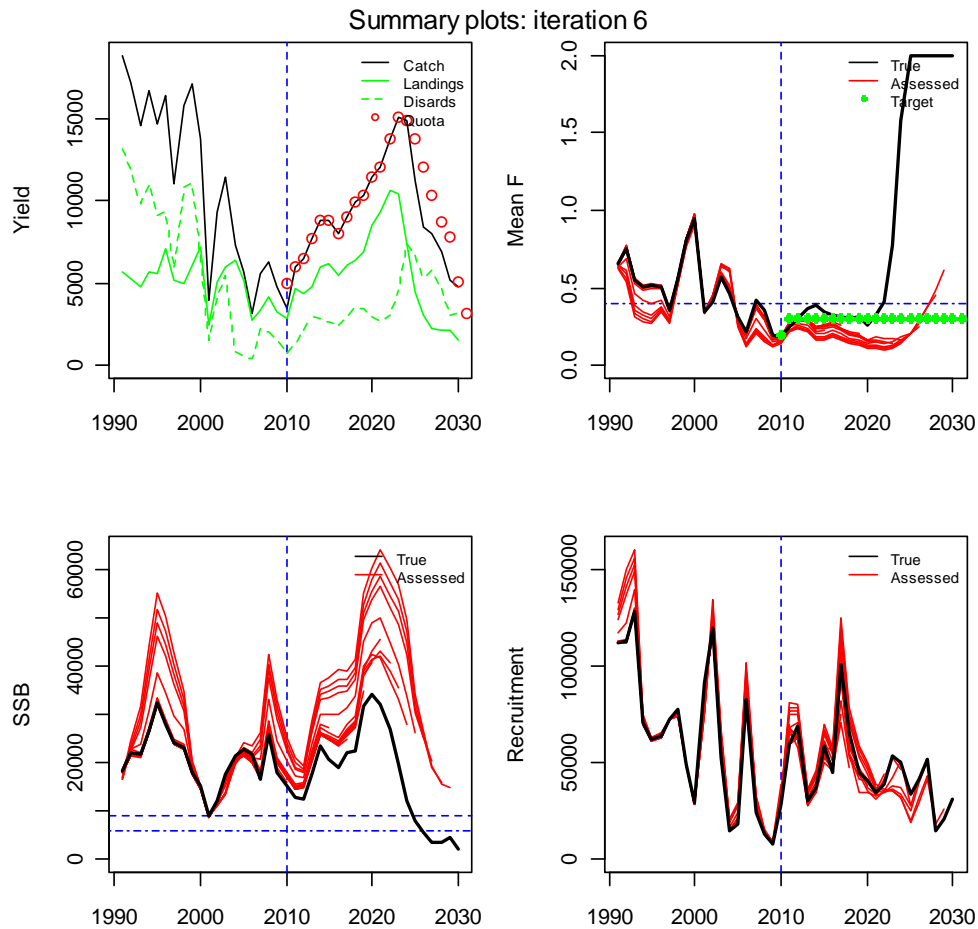 Summary plots: iteration 6
Yield
0
5000
10000
15000
1990
2000
2010
2020
2030
Catch
Landings
Disards
Quota
Mean F
0.0
0.5
1.0
1.5
2.0
1990
2000
2010
2020
2030
True
Assessed
Target
SSB
0
20000
40000
60000
1990
2000
2010
2020
2030
True
Assessed
Recruitment
0
50000
100000
150000
1990
2000
2010
2020
2030
True
Assessed